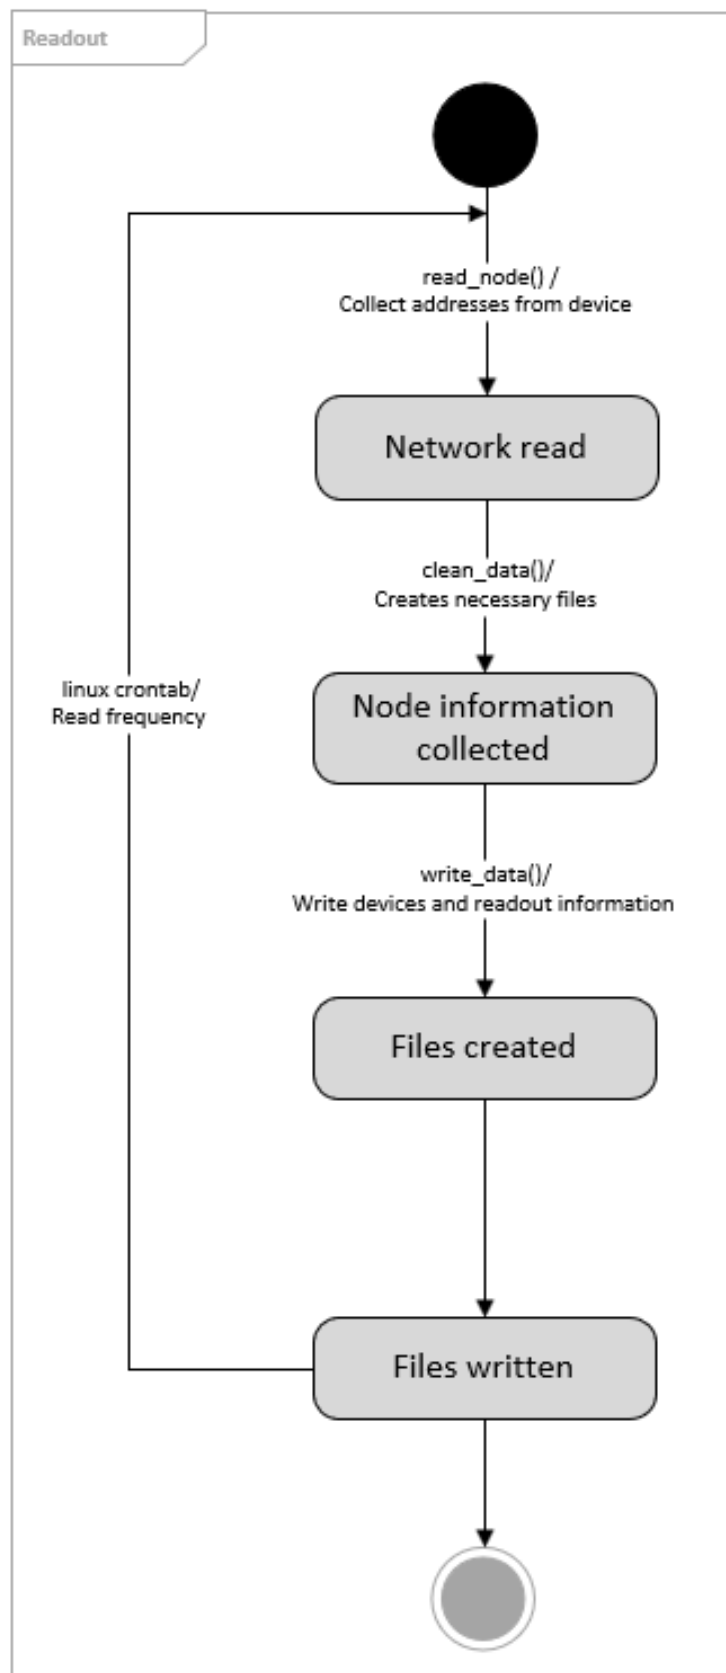 Readout
read_node() /
Collect addresses from device
Network read
clean_data()/
Creates necessary files
Node information
collected
linux crontab/
Read frequency
write_data()/
Write devices and readout information
Files created
Files written